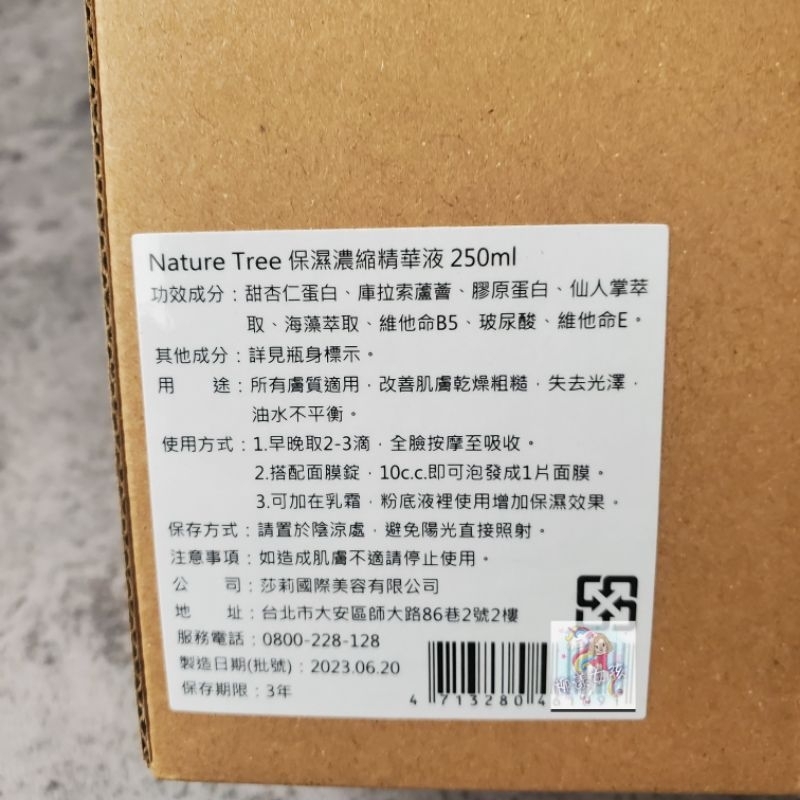 Nature Tree 保濕濃縮精華液 250ml
功效成分：甜杏仁蛋白、庫拉索蘆薈、膠原蛋白、仙人掌萃
取、海藻萃取、維他命B5、玻尿酸、維他命E。
其他成分：詳見瓶身標示。
用　　途：所有膚質適用，改善肌膚乾燥粗糙，失去光澤，
油水不平衡。
使用方式：1.早晚取2-3滴，全臉按摩至吸收。
2.搭配面膜錠，10c.c.即可泡發成1片面膜。
3.可加在乳霜，粉底液裡使用增加保濕效果。
保存方式：請置於陰涼處，避免陽光直接照射。
注意事項：如造成肌膚不適請停止使用。
公　　司：莎莉國際美容有限公司
地　　址：台北市大安區師大路86巷2號2樓
服務電話：0800-228-128
製造日期(批號)：2023.06.20
保存期限：3年
4 713280 4